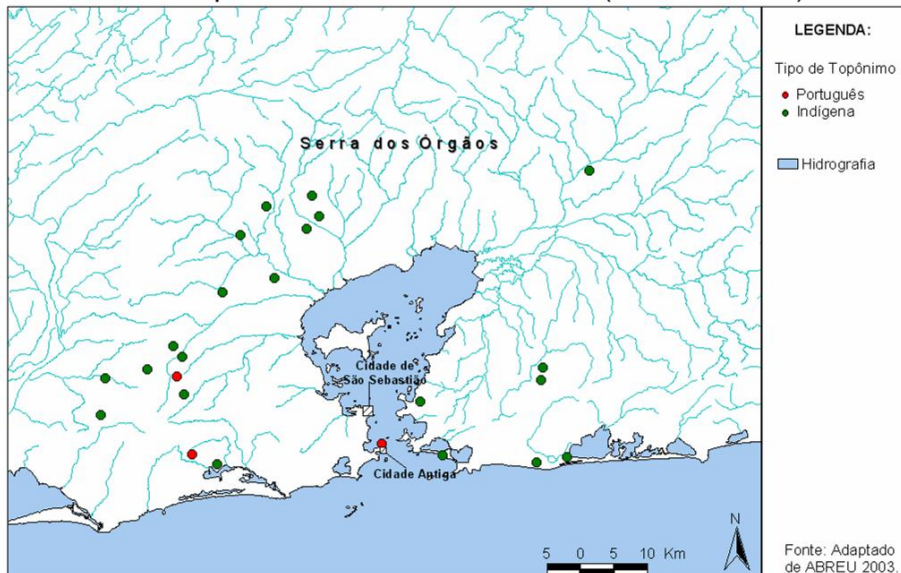 LEGENDA:
Tipo de Topônimo
Português
Indígena
Hidrografia
Serra dos Órgãos
Cidade de
São Sebastião
Cidade Antiga
5 0 5 10 Km
N
Fonte: Adaptado
de ABREU 2003.